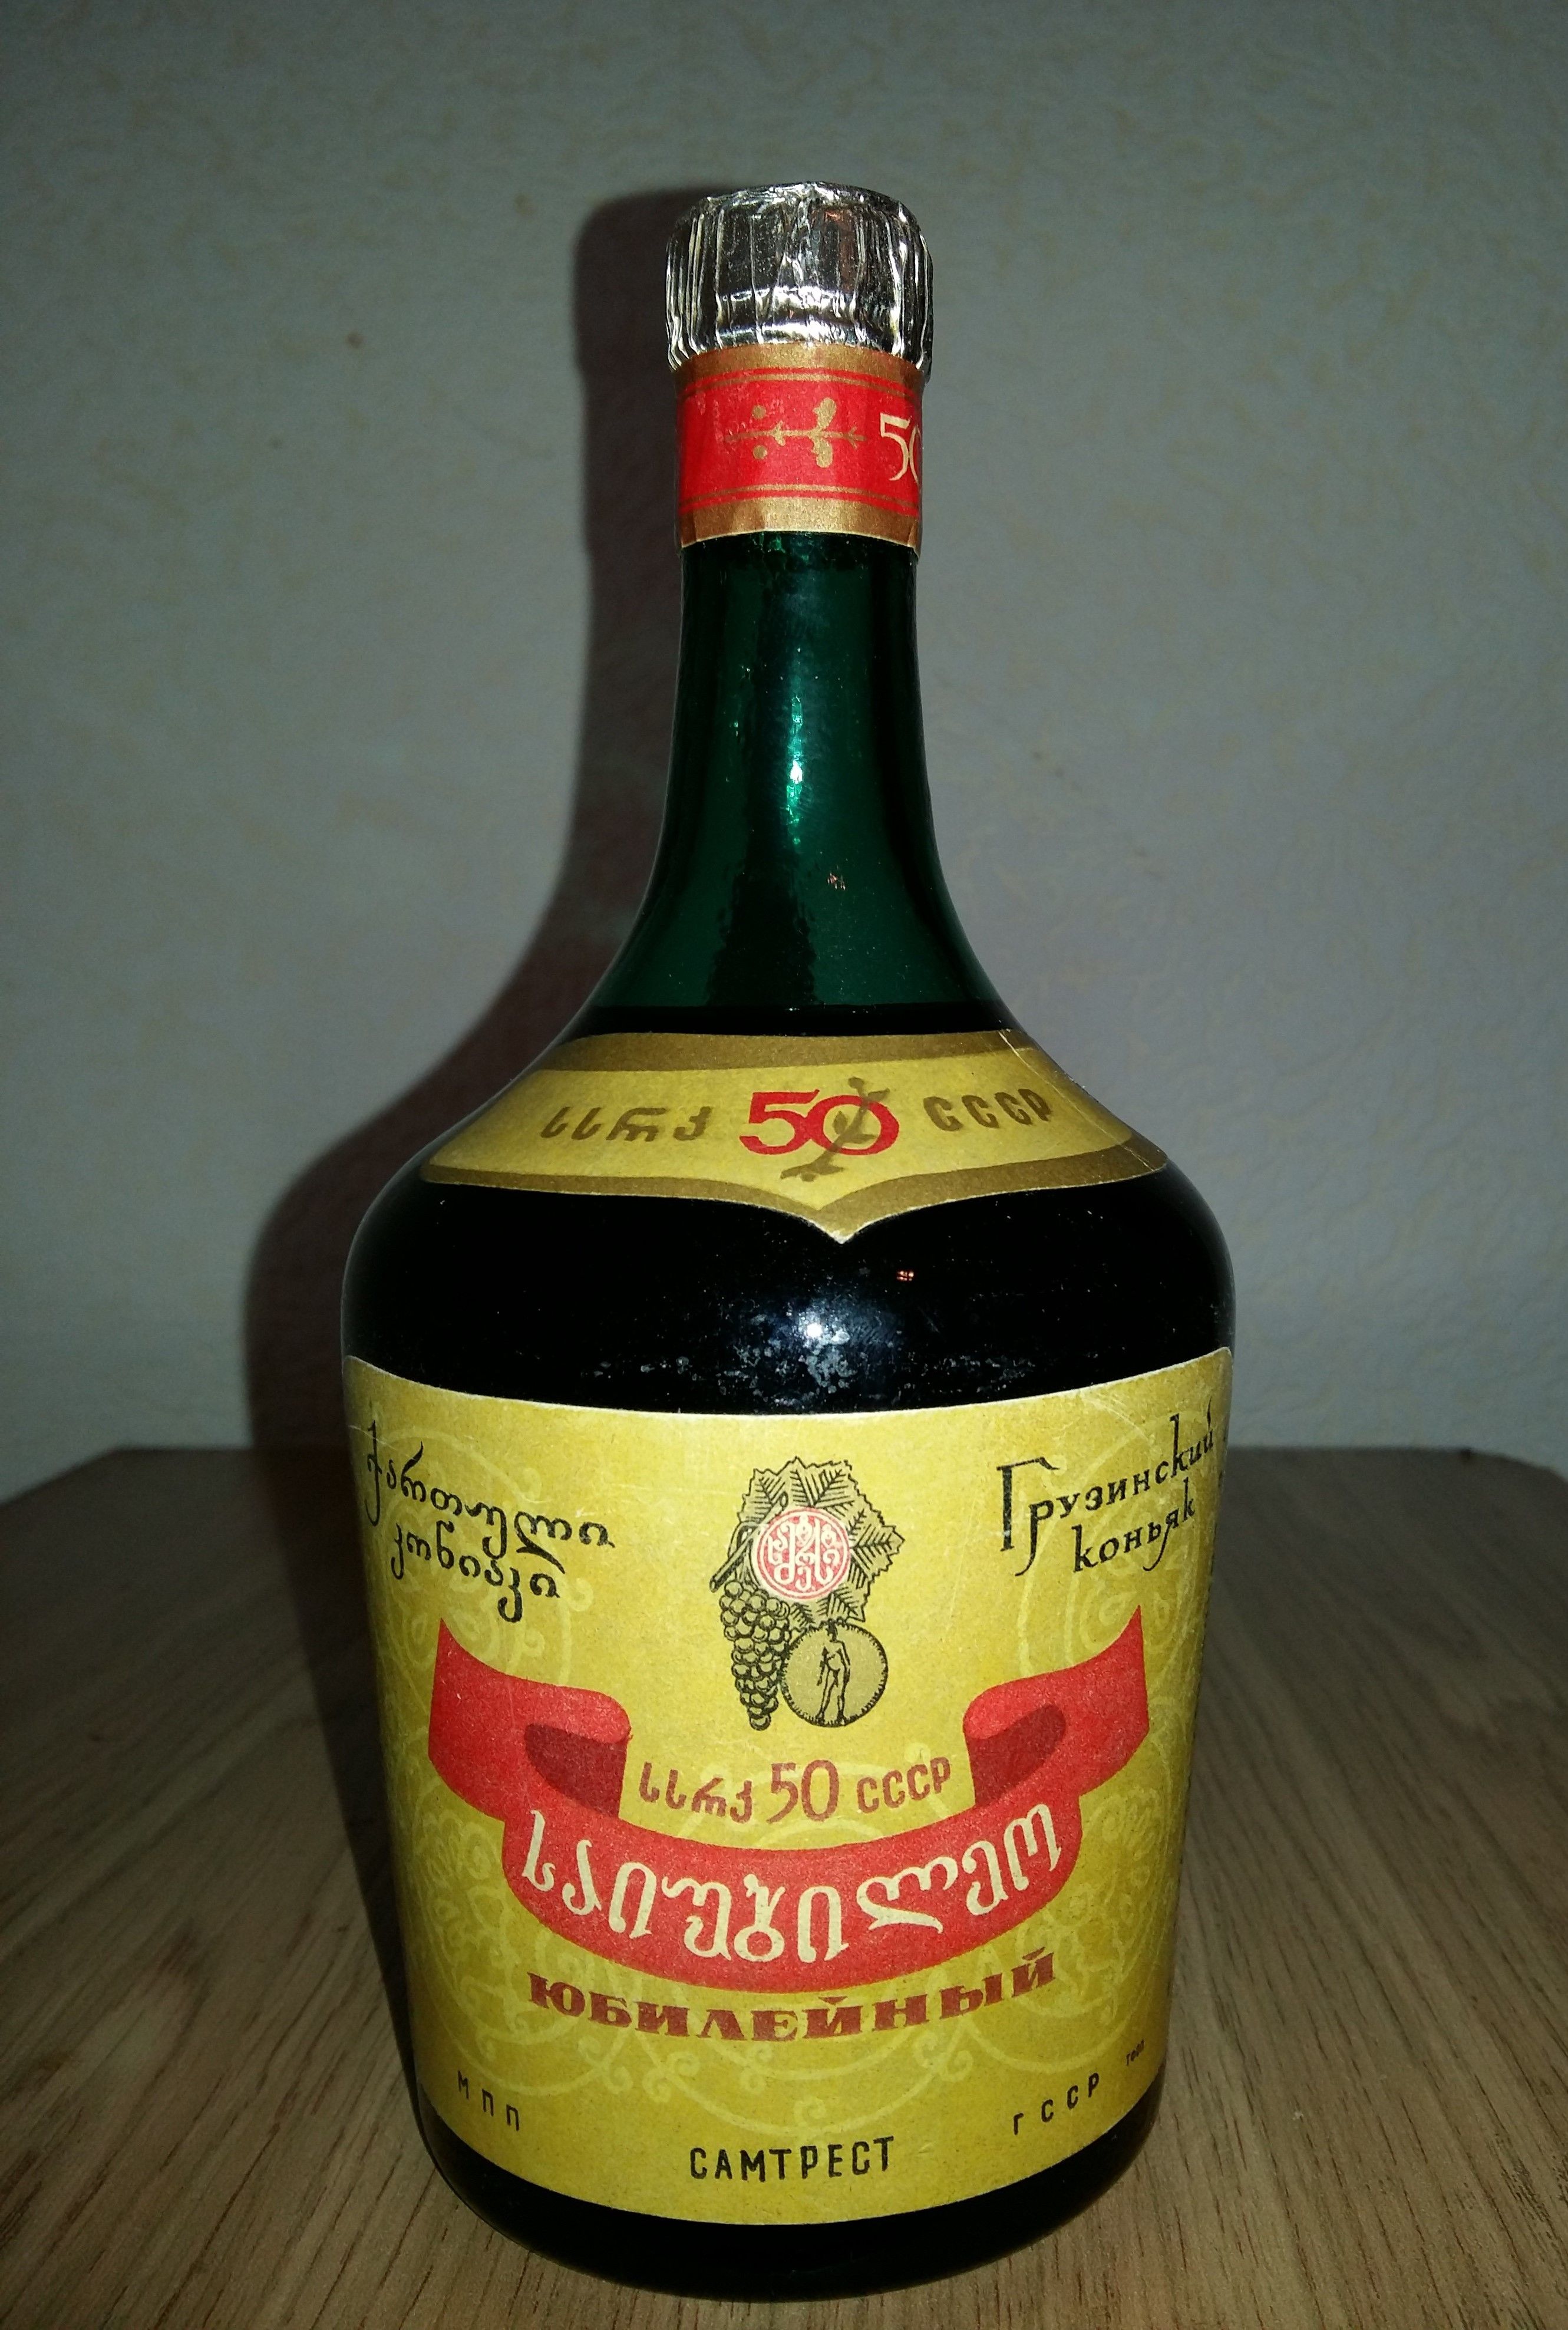 50
სსრკ 50 СССР
ქართული
კონიაკი
Грузинский
коньяк
სსრკ 50 СССР
საიუბილეო
ЮБИЛЕЙНЫЙ
МПП
САМТРЕСТ
ГССР